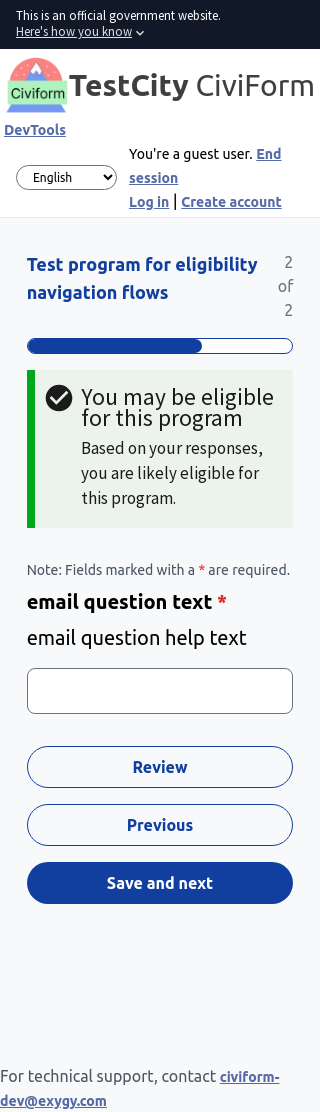 This is an official government website.
Here's how you know
Civiform
TestCity CiviForm
DevTools
English
You're a guest user. End
session
Log in | Create account
Test program for eligibility
navigation flows
2
of
2
You may be eligible
for this program
Based on your responses,
you are likely eligible for
this program.
Note: Fields marked with a * are required.
email question text *
email question help text
Review
Previous
Save and next
For technical support, contact civiform-
dev@exygy.com